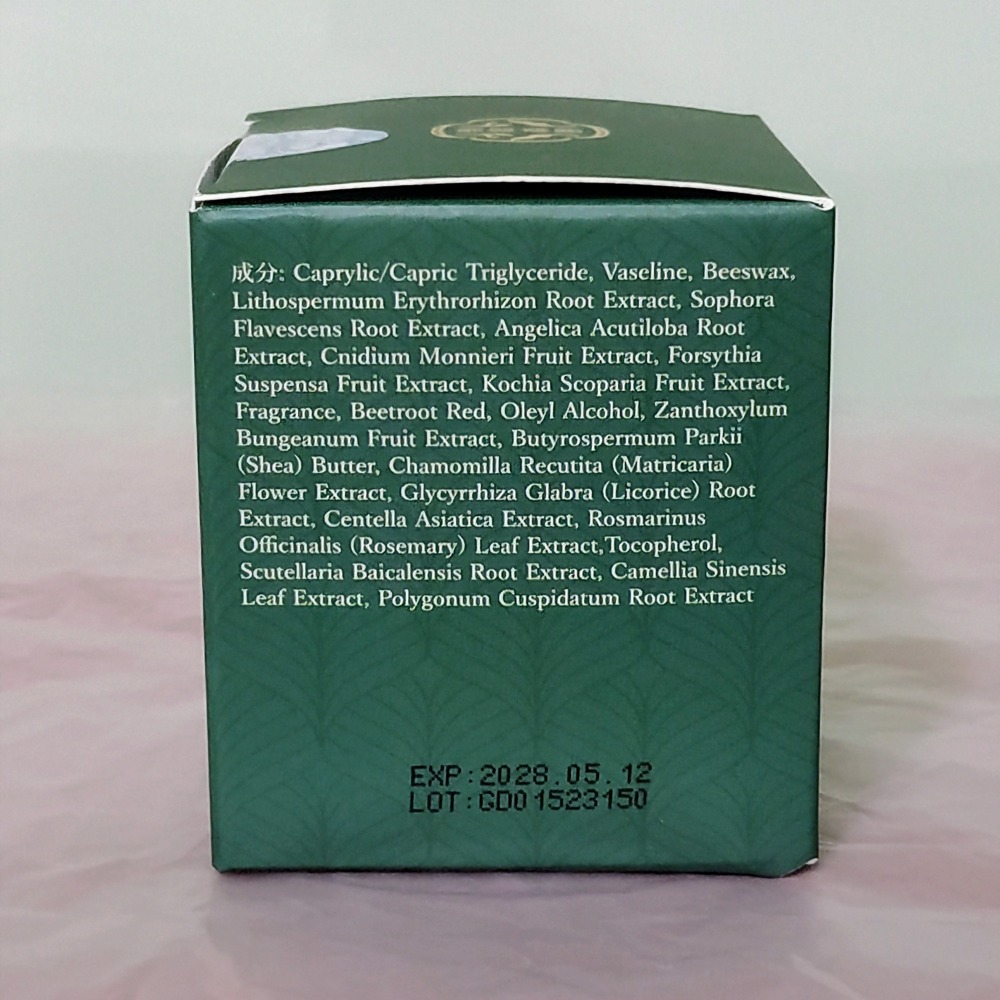 成分: Caprylic/Capric Triglyceride, Vaseline, Beeswax,
Lithospermum Erythrorhizon Root Extract, Sophora
Flavescens Root Extract, Angelica Acutiloba Root
Extract, Cnidium Monnieri Fruit Extract, Forsythia
Suspensa Fruit Extract, Kochia Scoparia Fruit Extract,
Fragrance, Beetroot Red, Oleyl Alcohol, Zanthoxylum
Bungeanum Fruit Extract, Butyrospermum Parkii
(Shea) Butter, Chamomilla Recutita (Matricaria)
Flower Extract, Glycyrrhiza Glabra (Licorice) Root
Extract, Centella Asiatica Extract, Rosmarinus
Officinalis (Rosemary) Leaf Extract,Tocopherol,
Scutellaria Baicalensis Root Extract, Camellia Sinensis
Leaf Extract, Polygonum Cuspidatum Root Extract
EXP:2028.05.12
LOT:GD01523150